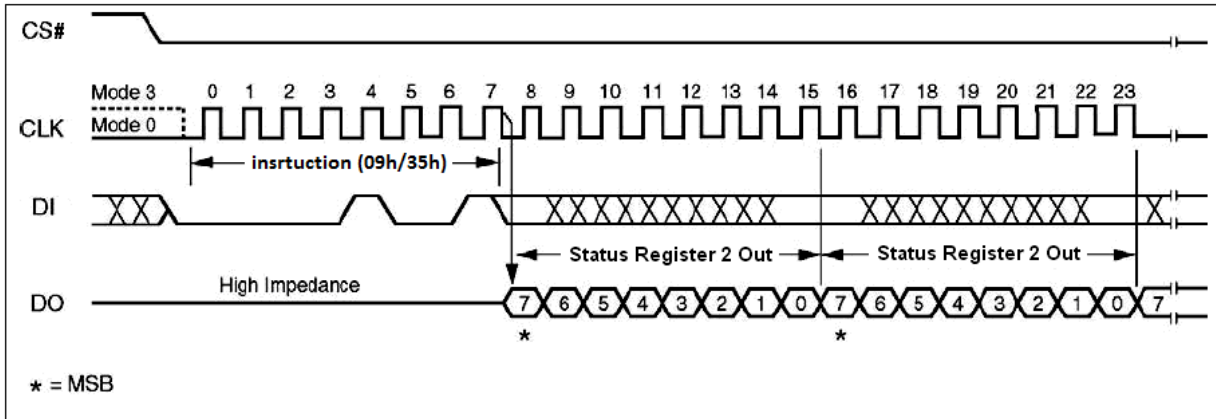 CS#
Mode 3
0 1 2 3 4 5 6 7 8 9 10 11 12 13 14 15 16 17 18 19 20 21 22 23
CLK
Mode 0
insrtuction (09h/35h)
DI
Status Register 2 Out
Status Register 2 Out
High Impedance
DO
7 6 5 4 3 2 1 0 7 6 5 4 3 2 1 0 7
* *
* = MSB